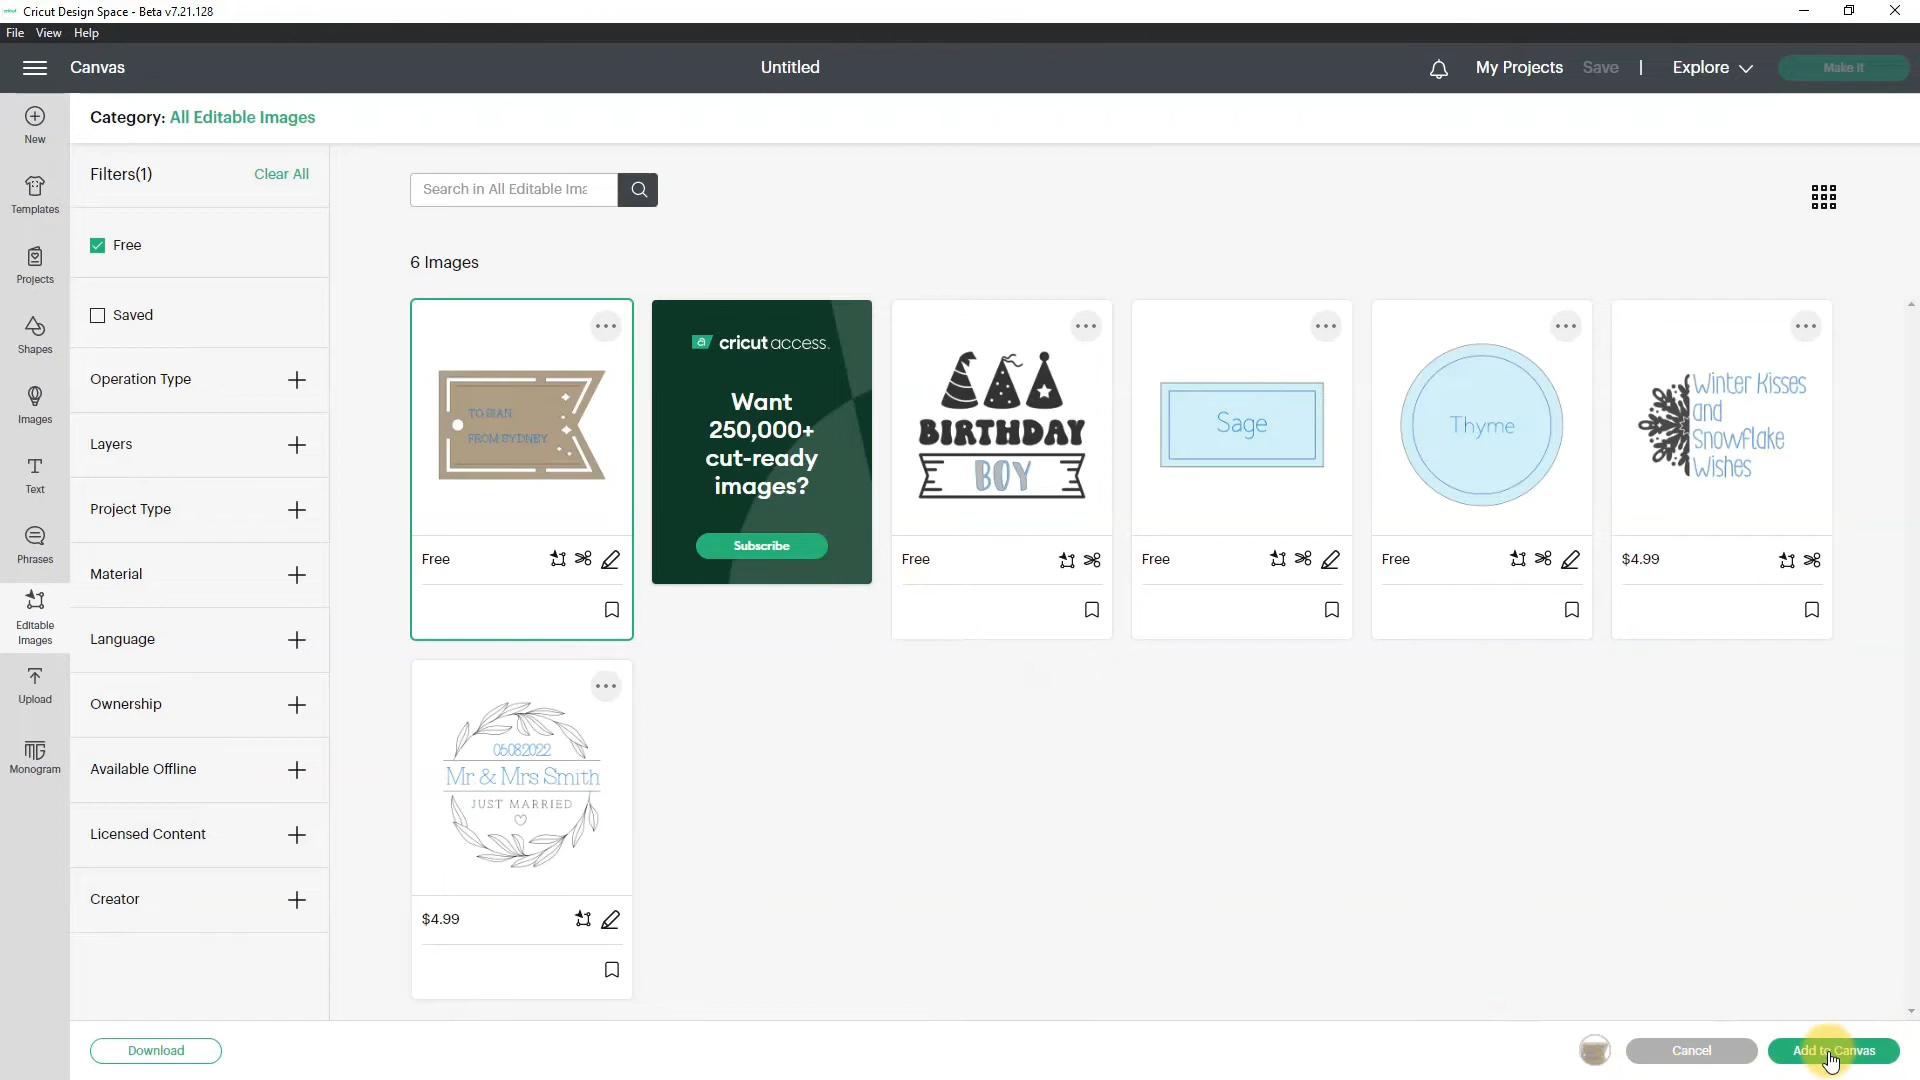 cricut Cricut Design Space - Beta v7.21.128
File View Help
Canvas
Untitled
My Projects Save | Explore Make It
New
Templates
Projects
Shapes
Images
Text
Phrases
Editable
Images
Upload
Monogram
Category: All Editable Images
Filters(1) Clear All
Free
Saved
Operation Type
Layers
Project Type
Material
Language
Ownership
Available Offline
Licensed Content
Creator
Search in All Editable Ima
6 Images
TO SIAN
FROM SYDNEY
Free
cricut access.
Want
250,000+
cut-ready
images?
Subscribe
BIRTHDAY
BOY
Free
Sage
Free
Thyme
Free
Winter Kisses
and
Snowflake
Wishes
$4.99
05082022
Mr & Mrs Smith
JUST MARRIED
$4.99
Download
Cancel
Add to Canvas